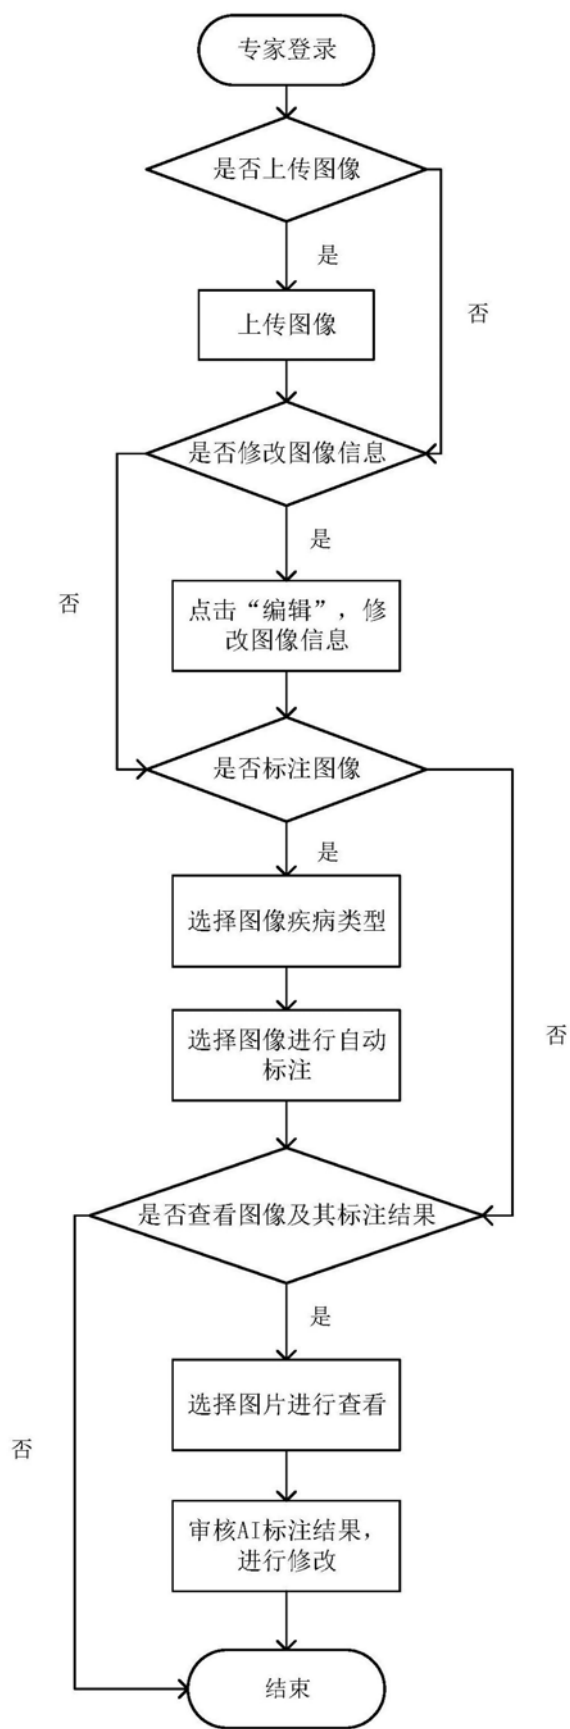 专家登录
是否上传图像
是
否
上传图像
是否修改图像信息
是
否
点击“编辑”，修
改图像信息
是否标注图像
是
选择图像疾病类型
否
选择图像进行自动
标注
是否查看图像及其标注结果
是
选择图片进行查看
否
审核AI标注结果，
进行修改
结束